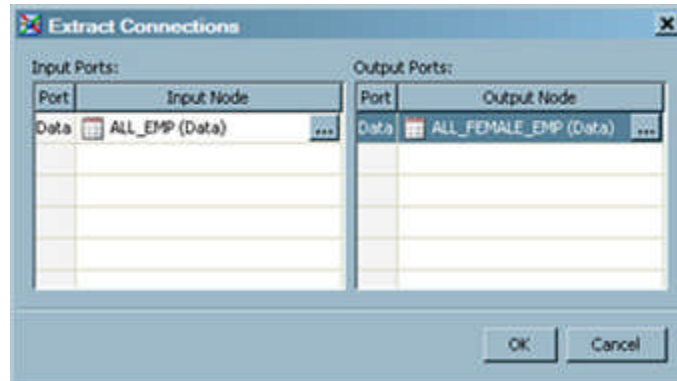 Extract Connections
Input Ports:
Port Input Node
Data ALL_EMP (Data) ...
Output Ports:
Port Output Node
Data ALL_FEMALE_EMP (Data) ...
OK Cancel